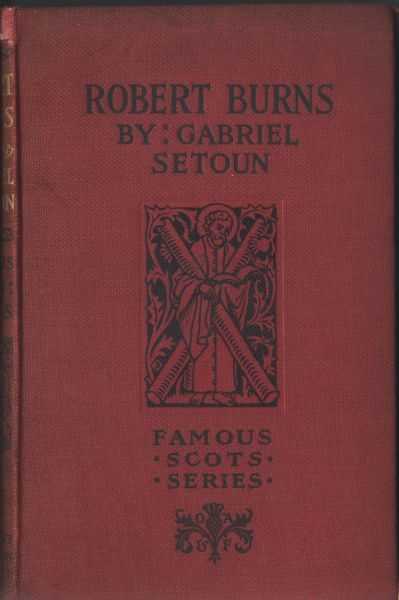 ROBERT BURNS
BY: GABRIEL
SETOUN
FAMOUS
· SCOTS ·
· SERIES ·
O A
& F